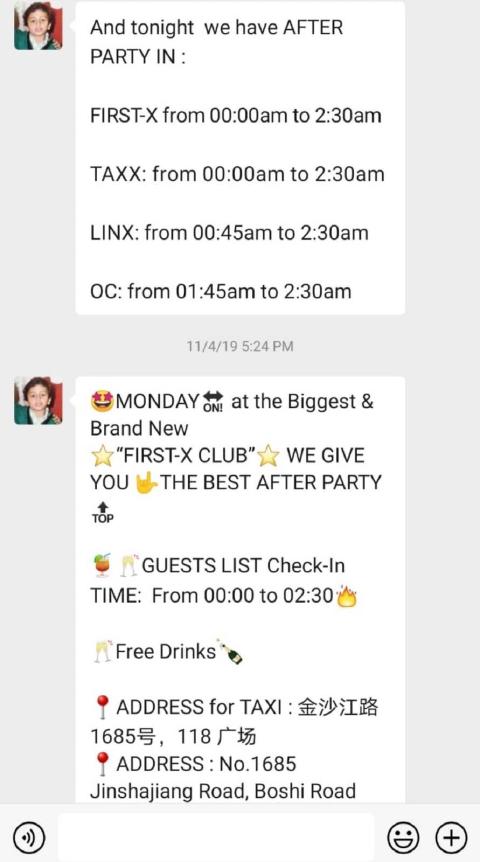 And tonight  we have AFTER
PARTY IN :
FIRST-X from 00:00am to 2:30am
TAXX: from 00:00am to 2:30am
LINX: from 00:45am to 2:30am
OC: from 01:45am to 2:30am
11/4/19 5:24 PM
🤩MONDAY🔛 at the Biggest &
Brand New
⭐“FIRST-X CLUB”⭐ WE GIVE
YOU 🤟THE BEST AFTER PARTY
🔝
🍹 🥂GUESTS LIST Check-In
TIME:  From 00:00 to 02:30🔥
🥂Free Drinks🍾
📍ADDRESS for TAXI : 金沙江路
1685号，118 广场
📍ADDRESS : No.1685
Jinshajiang Road, Boshi Road